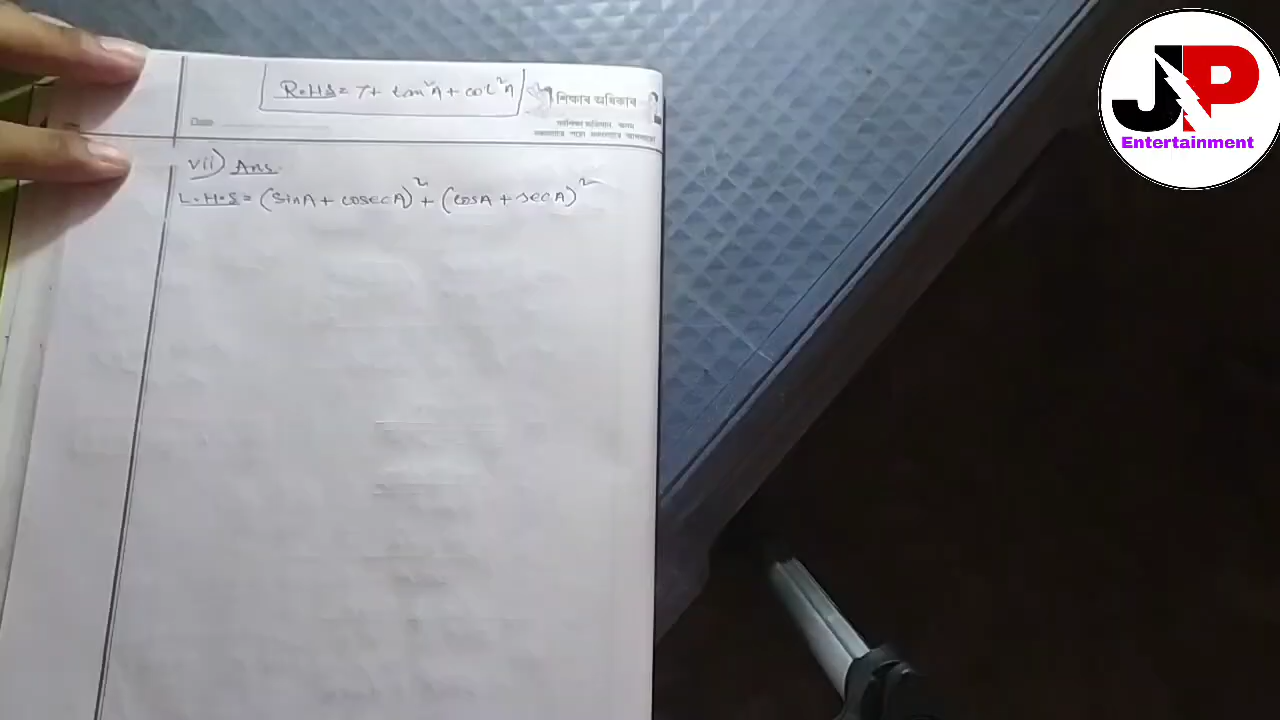 R.H.S = 7 + tan²A + cot²A
শিক্ষাৰ অধিকাৰ
Date
vii) Ans.
L.H.S = (sinA + cosecA)² + (cosA + secA)²
JP
Entertainment